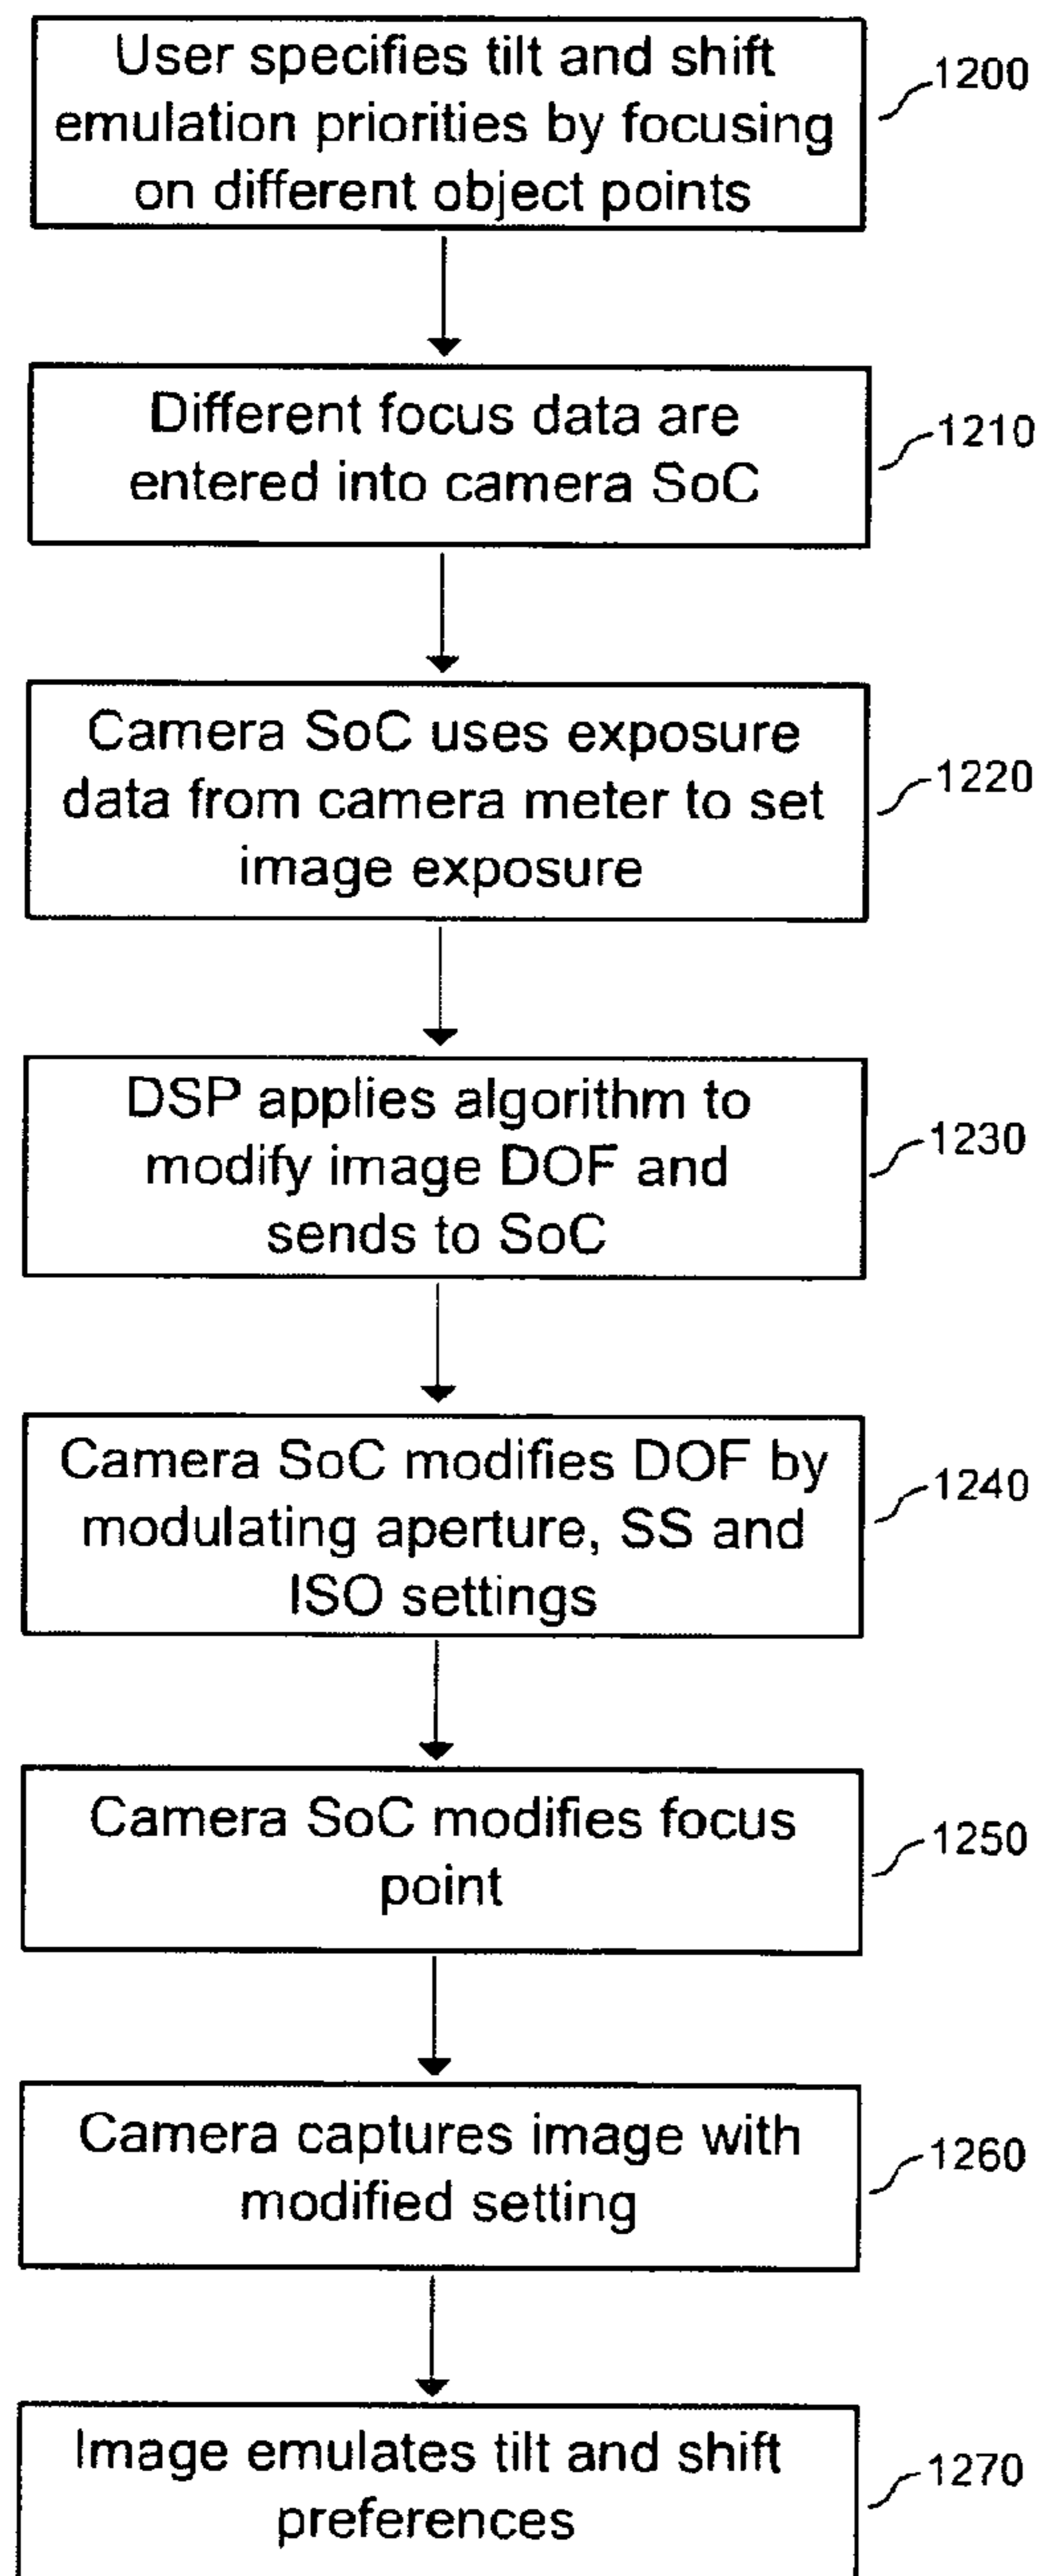 User specifies tilt and shift
emulation priorities by focusing
on different object points
1200
Different focus data are
entered into camera SoC
1210
Camera SoC uses exposure
data from camera meter to set
image exposure
1220
DSP applies algorithm to
modify image DOF and
sends to SoC
1230
Camera SoC modifies DOF by
modulating aperture, SS and
ISO settings
1240
Camera SoC modifies focus
point
1250
Camera captures image with
modified setting
1260
Image emulates tilt and shift
preferences
1270